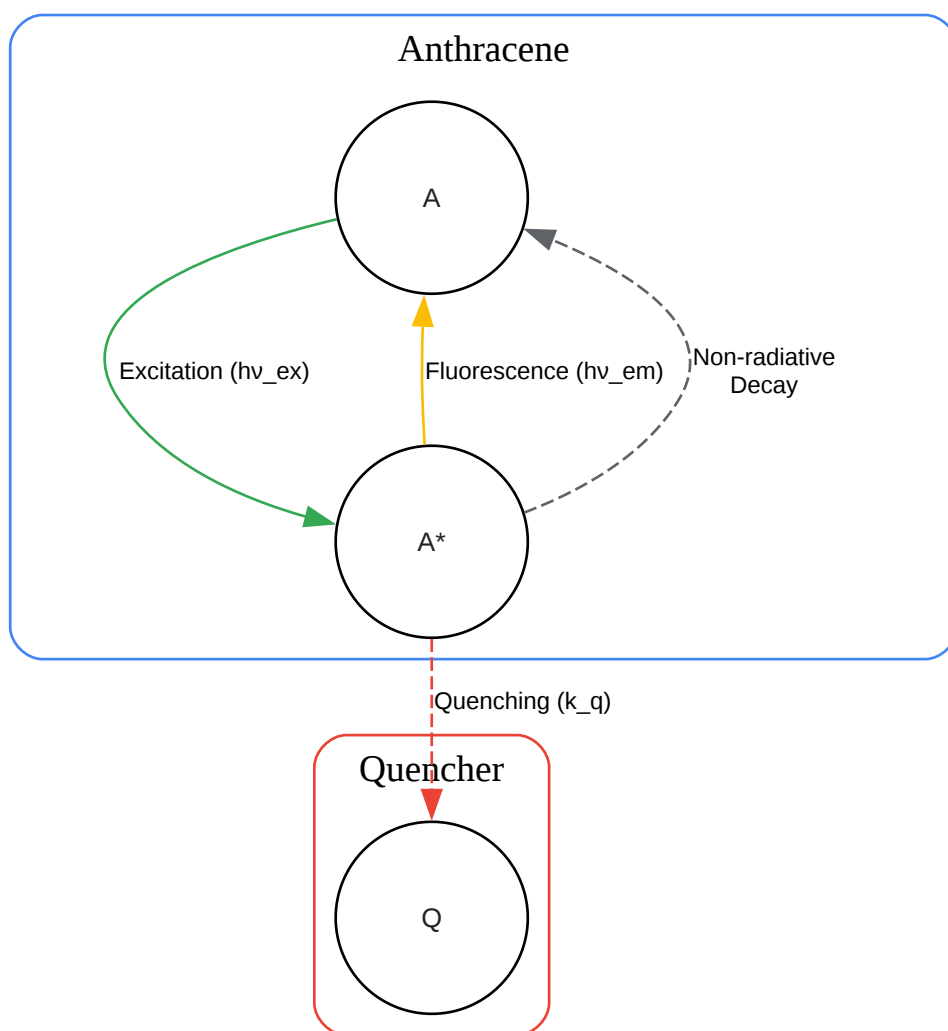 Anthracene
A
Excitation (hν_ex)
Fluorescence (hν_em)
Non-radiative
Decay
A*
Quenching (k_q)
Quencher
Q